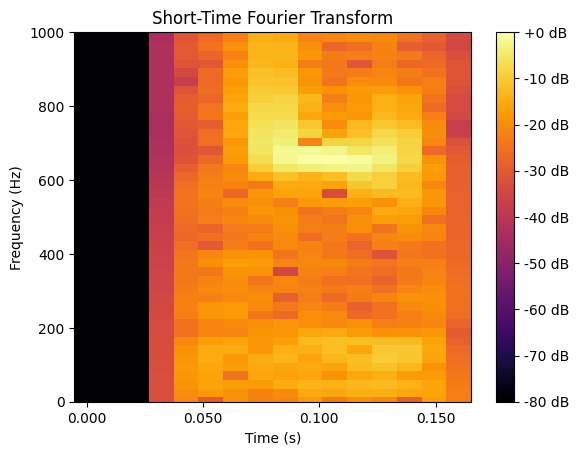 Short-Time Fourier Transform
1000
800
600
400
200
0
Frequency (Hz)
0.000
0.050
0.100
0.150
Time (s)
+0 dB
-10 dB
-20 dB
-30 dB
-40 dB
-50 dB
-60 dB
-70 dB
-80 dB